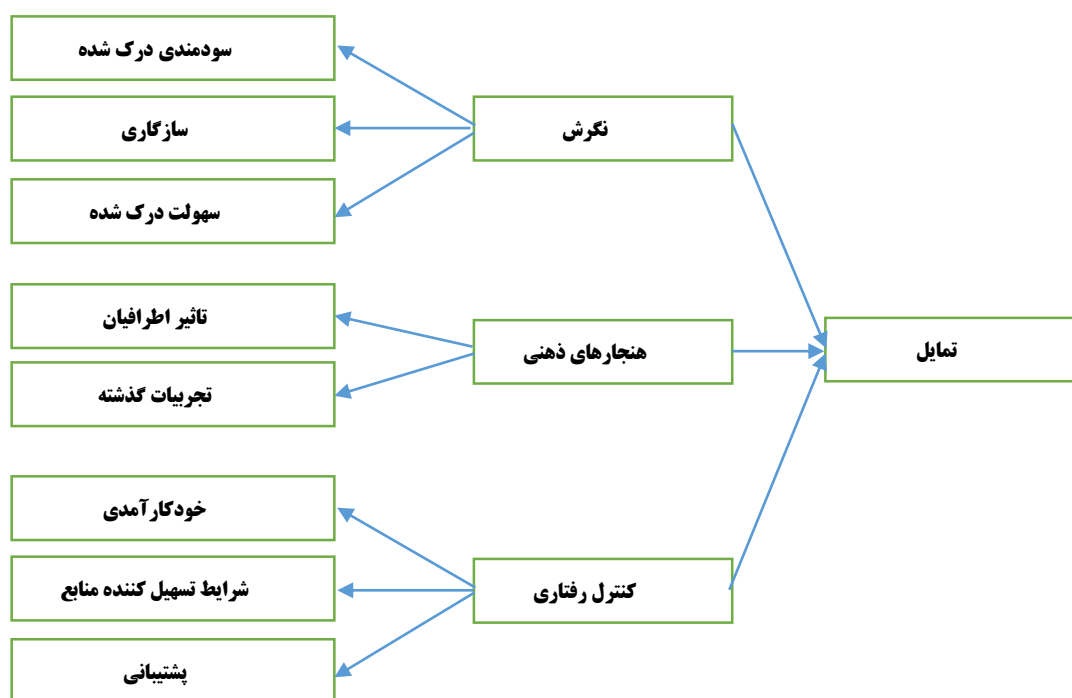 سودمندی درک شده
سازگاری
نگرش
سهولت درک شده
تاثیر اطرافیان
هنجارهای ذهنی
تمایل
تجربیات گذشته
خودکارآمدی
شرایط تسهیل کننده منابع
کنترل رفتاری
پشتیبانی